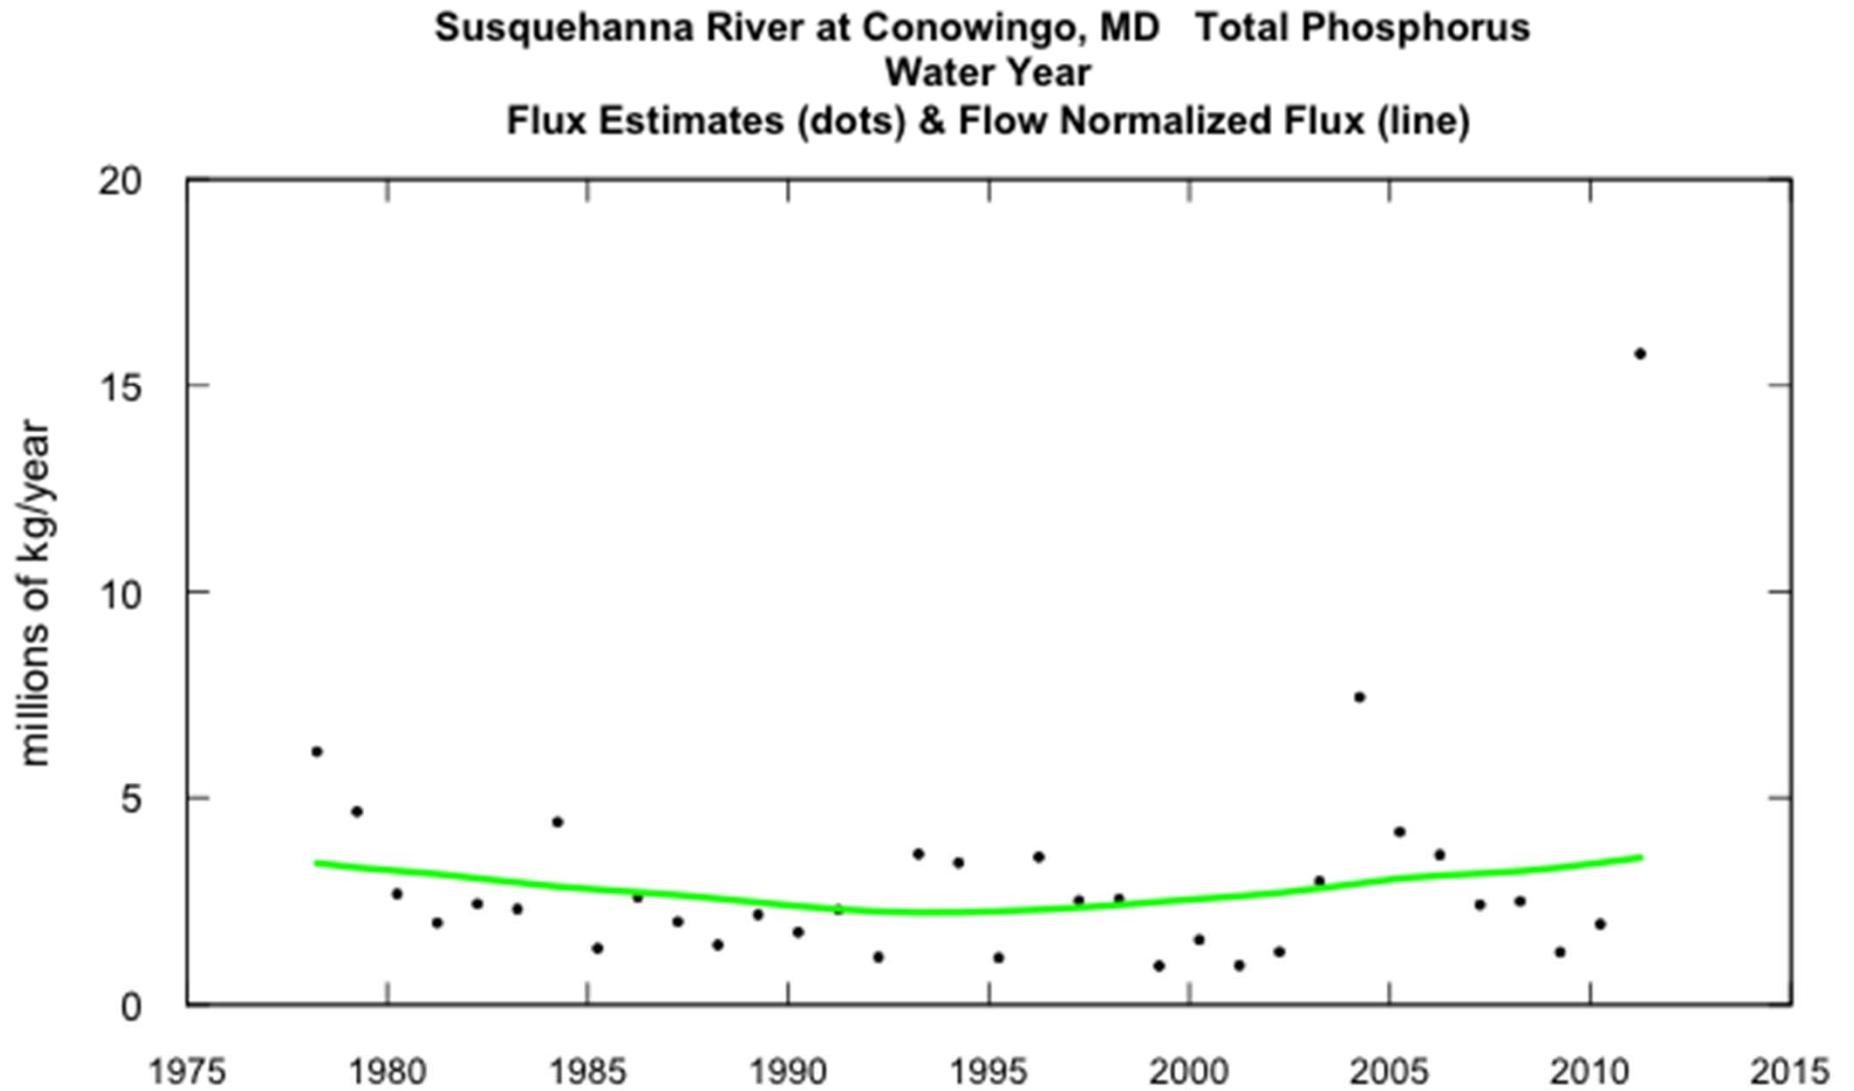 Susquehanna River at Conowingo, MD Total Phosphorus
Water Year
Flux Estimates (dots) & Flow Normalized Flux (line)
millions of kg/year
20
15
10
5
0
1975 1980 1985 1990 1995 2000 2005 2010 2015